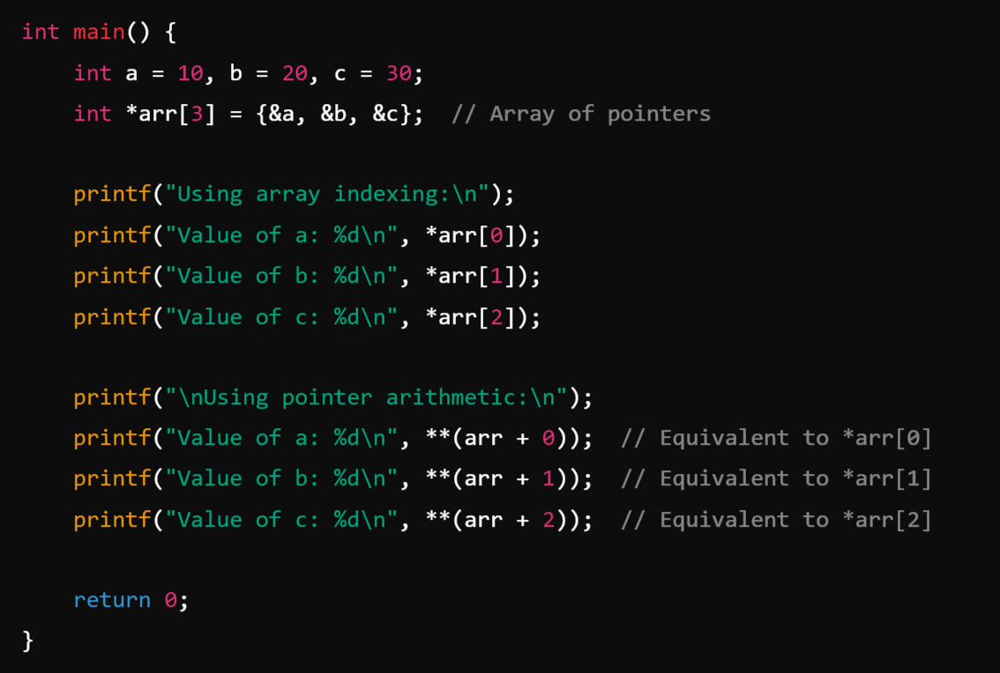 int main() {
    int a = 10, b = 20, c = 30;
    int *arr[3] = {&a, &b, &c};  // Array of pointers

    printf("Using array indexing:\n");
    printf("Value of a: %d\n", *arr[0]);
    printf("Value of b: %d\n", *arr[1]);
    printf("Value of c: %d\n", *arr[2]);

    printf("\nUsing pointer arithmetic:\n");
    printf("Value of a: %d\n", **(arr + 0));  // Equivalent to *arr[0]
    printf("Value of b: %d\n", **(arr + 1));  // Equivalent to *arr[1]
    printf("Value of c: %d\n", **(arr + 2));  // Equivalent to *arr[2]

    return 0;
}